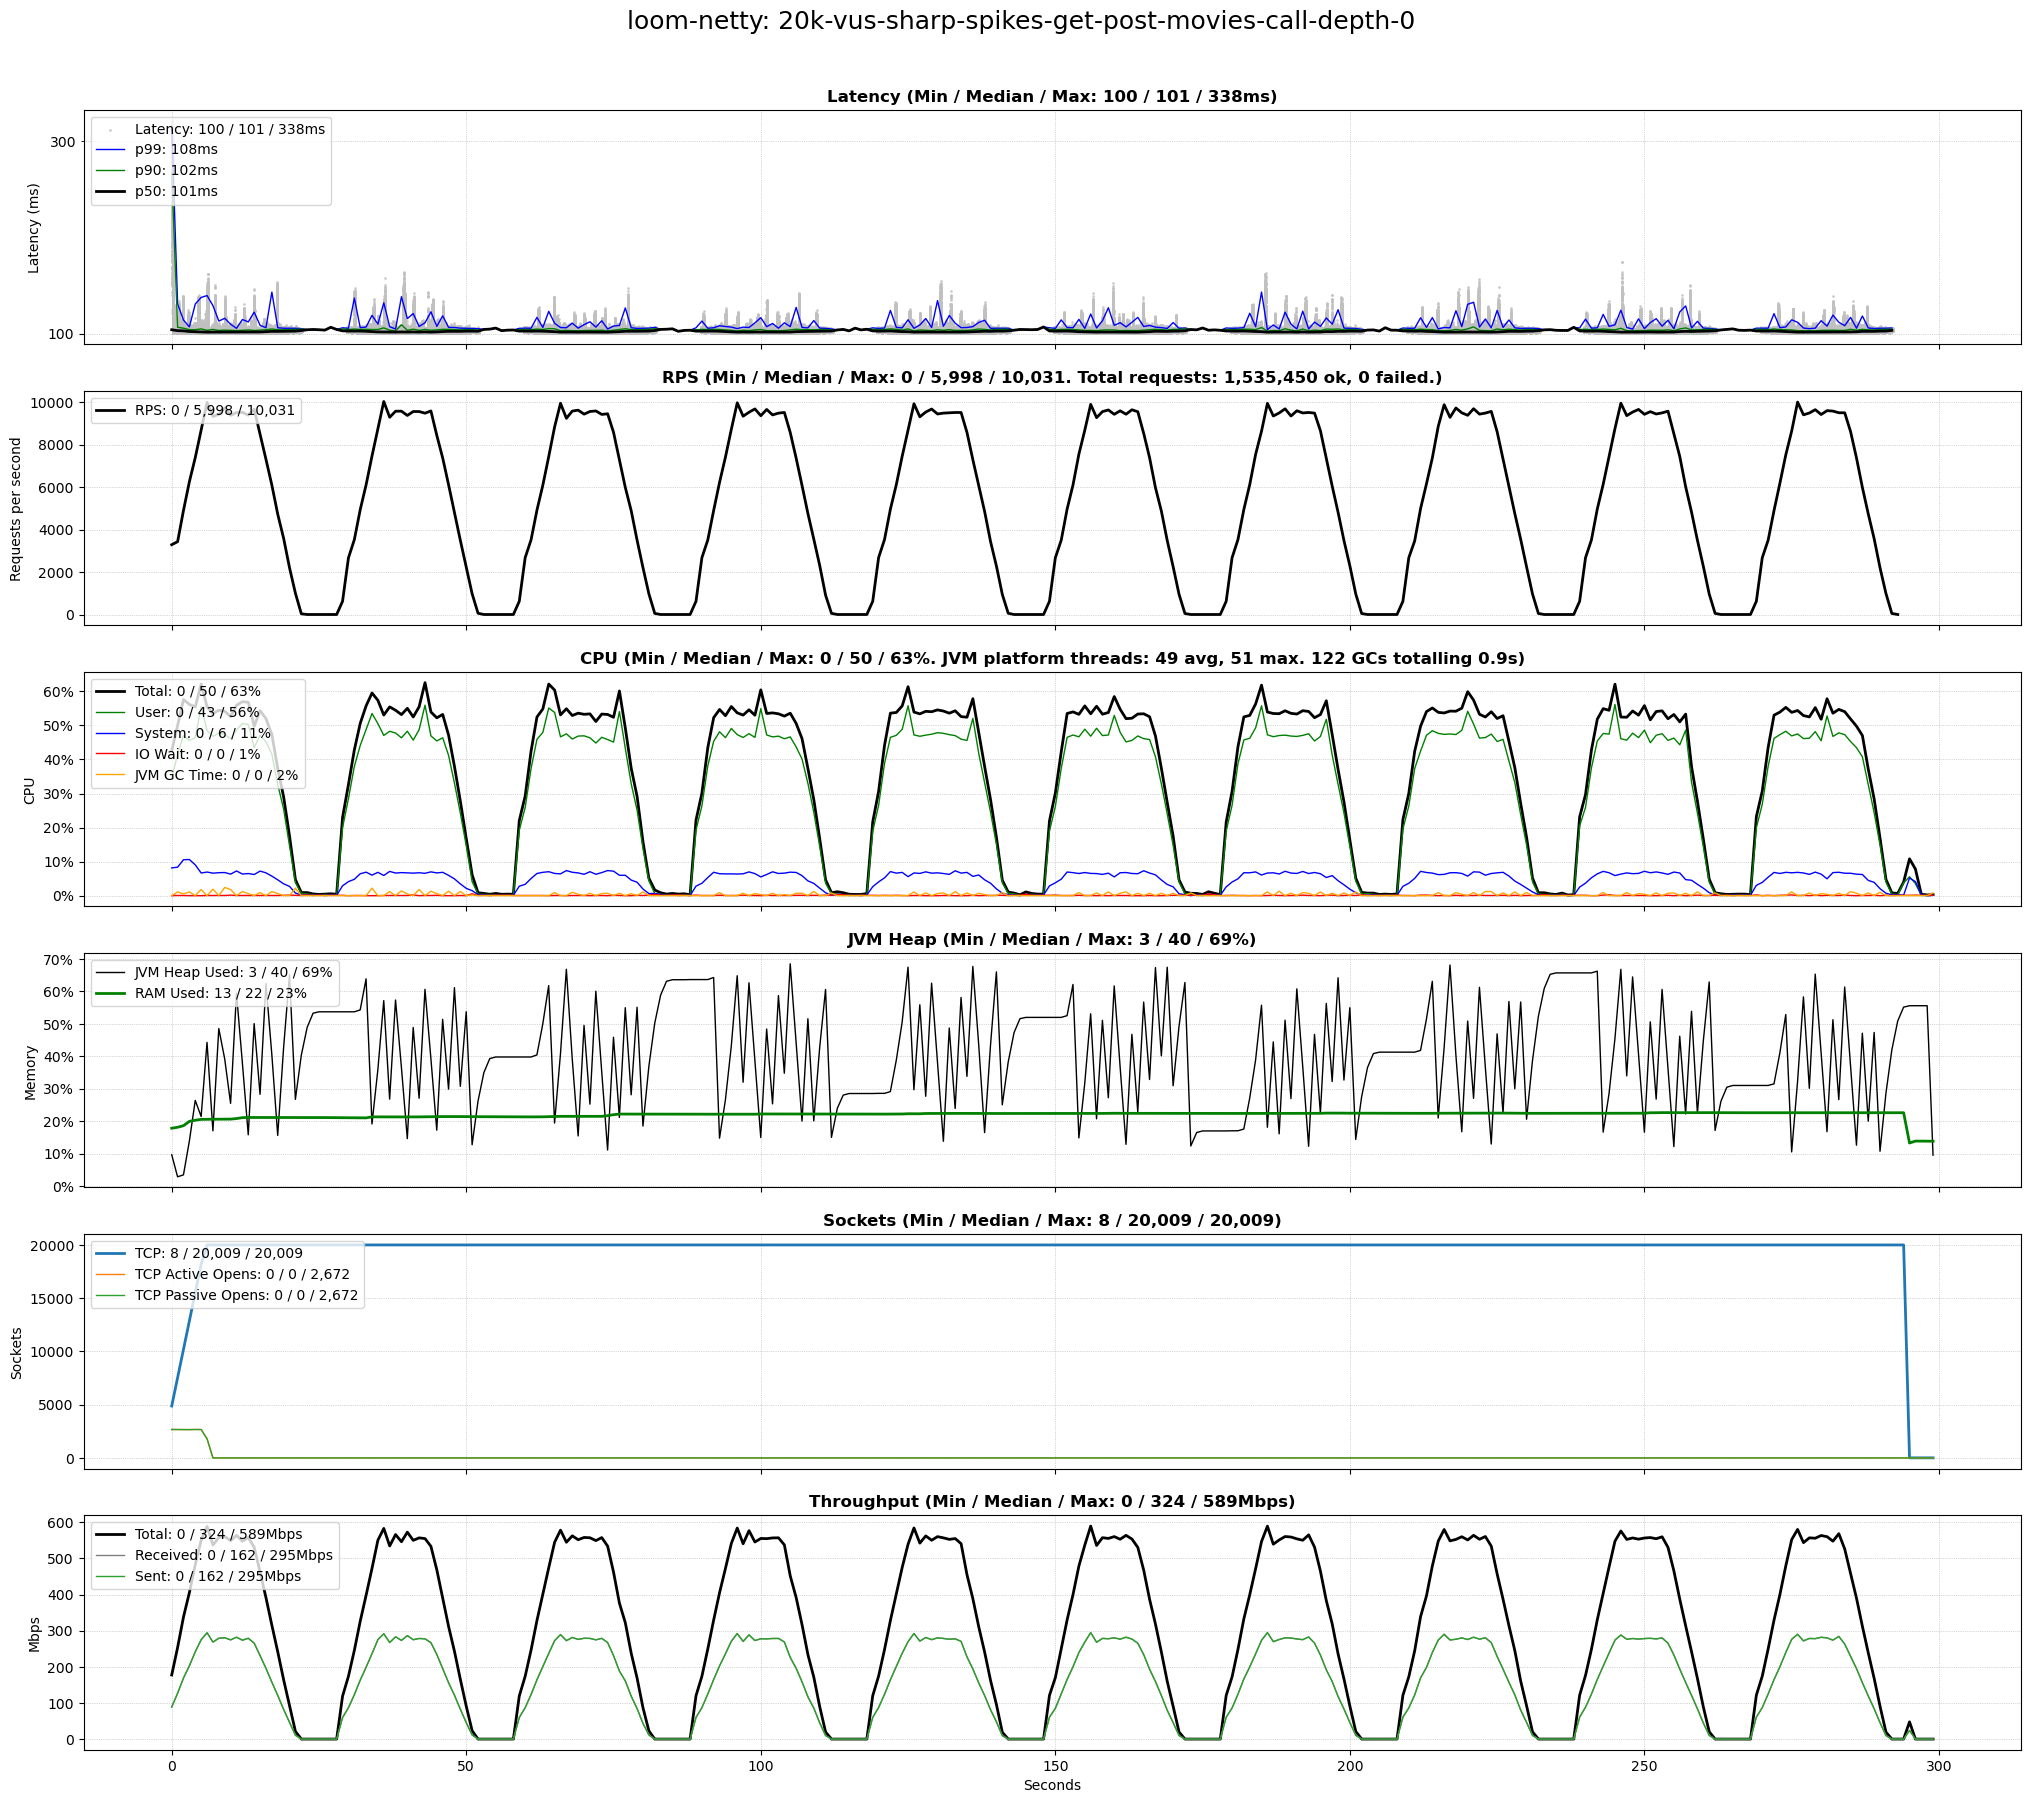 loom-netty: 20k-vus-sharp-spikes-get-post-movies-call-depth-0
Latency (Min / Median / Max: 100 / 101 / 338ms)
Latency: 100 / 101 / 338ms
p99: 108ms
p90: 102ms
p50: 101ms
300
100
Latency (ms)
RPS (Min / Median / Max: 0 / 5,998 / 10,031. Total requests: 1,535,450 ok, 0 failed.)
RPS: 0 / 5,998 / 10,031
10000
8000
6000
4000
2000
0
Requests per second
CPU (Min / Median / Max: 0 / 50 / 63%. JVM platform threads: 49 avg, 51 max. 122 GCs totalling 0.9s)
Total: 0 / 50 / 63%
User: 0 / 43 / 56%
System: 0 / 6 / 11%
IO Wait: 0 / 0 / 1%
JVM GC Time: 0 / 0 / 2%
60%
50%
40%
30%
20%
10%
0%
CPU
JVM Heap (Min / Median / Max: 3 / 40 / 69%)
JVM Heap Used: 3 / 40 / 69%
RAM Used: 13 / 22 / 23%
70%
60%
50%
40%
30%
20%
10%
0%
Memory
Sockets (Min / Median / Max: 8 / 20,009 / 20,009)
TCP: 8 / 20,009 / 20,009
TCP Active Opens: 0 / 0 / 2,672
TCP Passive Opens: 0 / 0 / 2,672
20000
15000
10000
5000
0
Sockets
Throughput (Min / Median / Max: 0 / 324 / 589Mbps)
Total: 0 / 324 / 589Mbps
Received: 0 / 162 / 295Mbps
Sent: 0 / 162 / 295Mbps
600
500
400
300
200
100
0
Mbps
0 50 100 150 200 250 300
Seconds